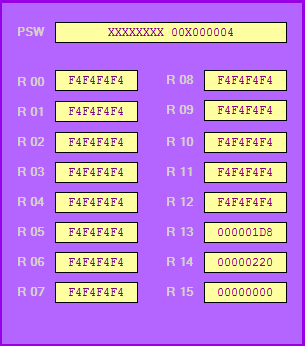 PSW XXXXXXXX 00X000004
R 00 F4F4F4F4 R 08 F4F4F4F4
R 01 F4F4F4F4 R 09 F4F4F4F4
R 02 F4F4F4F4 R 10 F4F4F4F4
R 03 F4F4F4F4 R 11 F4F4F4F4
R 04 F4F4F4F4 R 12 F4F4F4F4
R 05 F4F4F4F4 R 13 000001D8
R 06 F4F4F4F4 R 14 00000220
R 07 F4F4F4F4 R 15 00000000